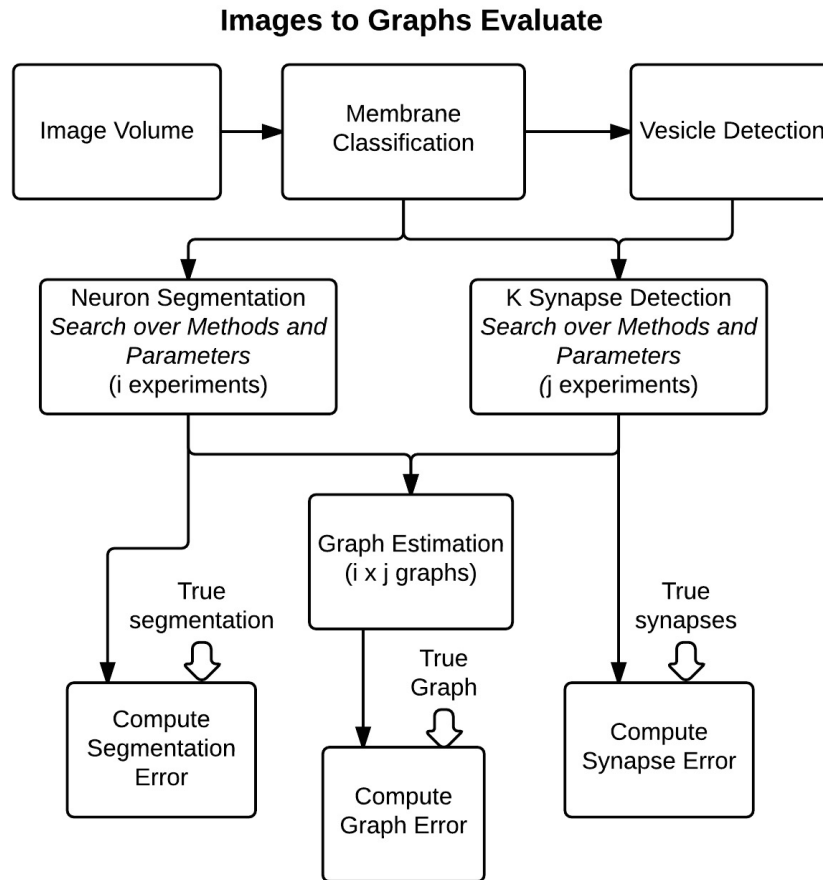 Images to Graphs Evaluate
Image Volume
Membrane
Classification
Vesicle Detection
Neuron Segmentation
Search over Methods and
Parameters
(i experiments)
K Synapse Detection
Search over Methods and
Parameters
(j experiments)
Graph Estimation
(i x j graphs)
True
segmentation
True
synapses
True
Graph
Compute
Segmentation
Error
Compute
Graph Error
Compute
Synapse Error